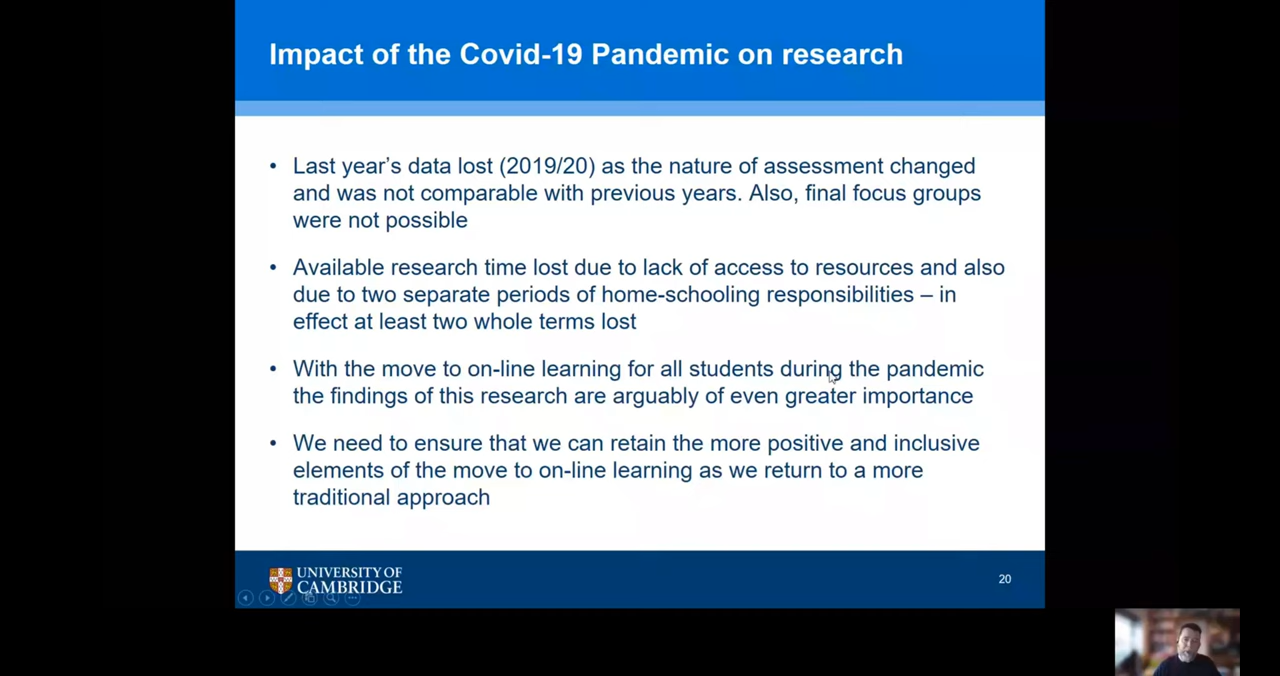 Impact of the Covid-19 Pandemic on research
• Last year's data lost (2019/20) as the nature of assessment changed
and was not comparable with previous years. Also, final focus groups
were not possible
• Available research time lost due to lack of access to resources and also
due to two separate periods of home-schooling responsibilities – in
effect at least two whole terms lost
• With the move to on-line learning for all students during the pandemic
the findings of this research are arguably of even greater importance
• We need to ensure that we can retain the more positive and inclusive
elements of the move to on-line learning as we return to a more
traditional approach
UNIVERSITY OF
CAMBRIDGE
20